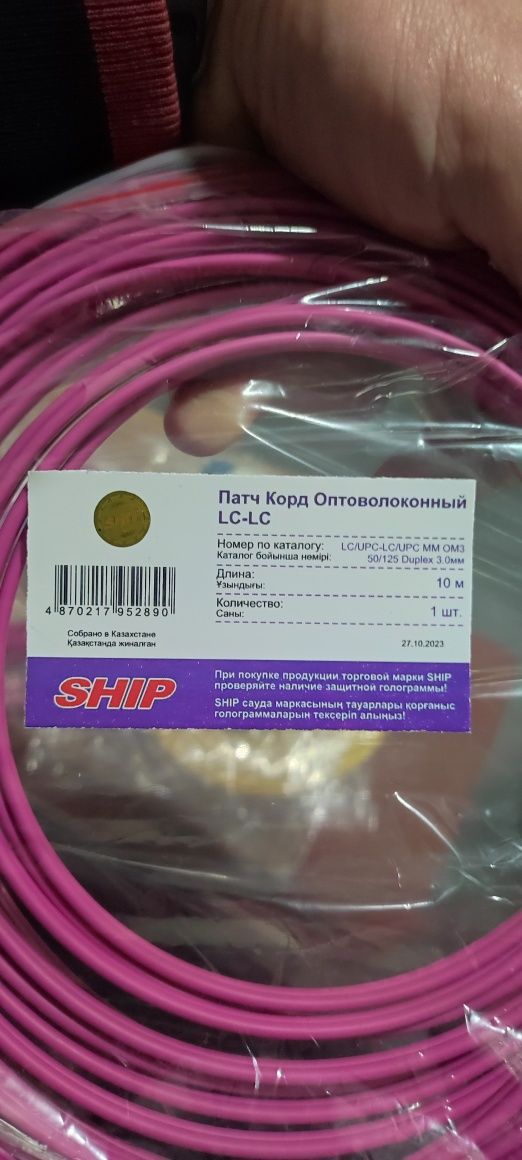 Патч Корд Оптоволоконный
LC-LC
Номер по каталогу: LC/UPC-LC/UPC MM OM3
Каталог бойынша нөмірі: 50/125 Duplex 3.0мм
Длина: 10 м
Ұзындығы:
Количество: 1 шт.
Саны:
4 870217 952890
Собрано в Казахстане
Қазақстанда жиналған
27.10.2023
SHIP
При покупке продукции торговой марки SHIP
проверяйте наличие защитной голограммы!
SHIP сауда маркасының тауарлары қорғаныс
голограммаларын тексеріп алыңыз!